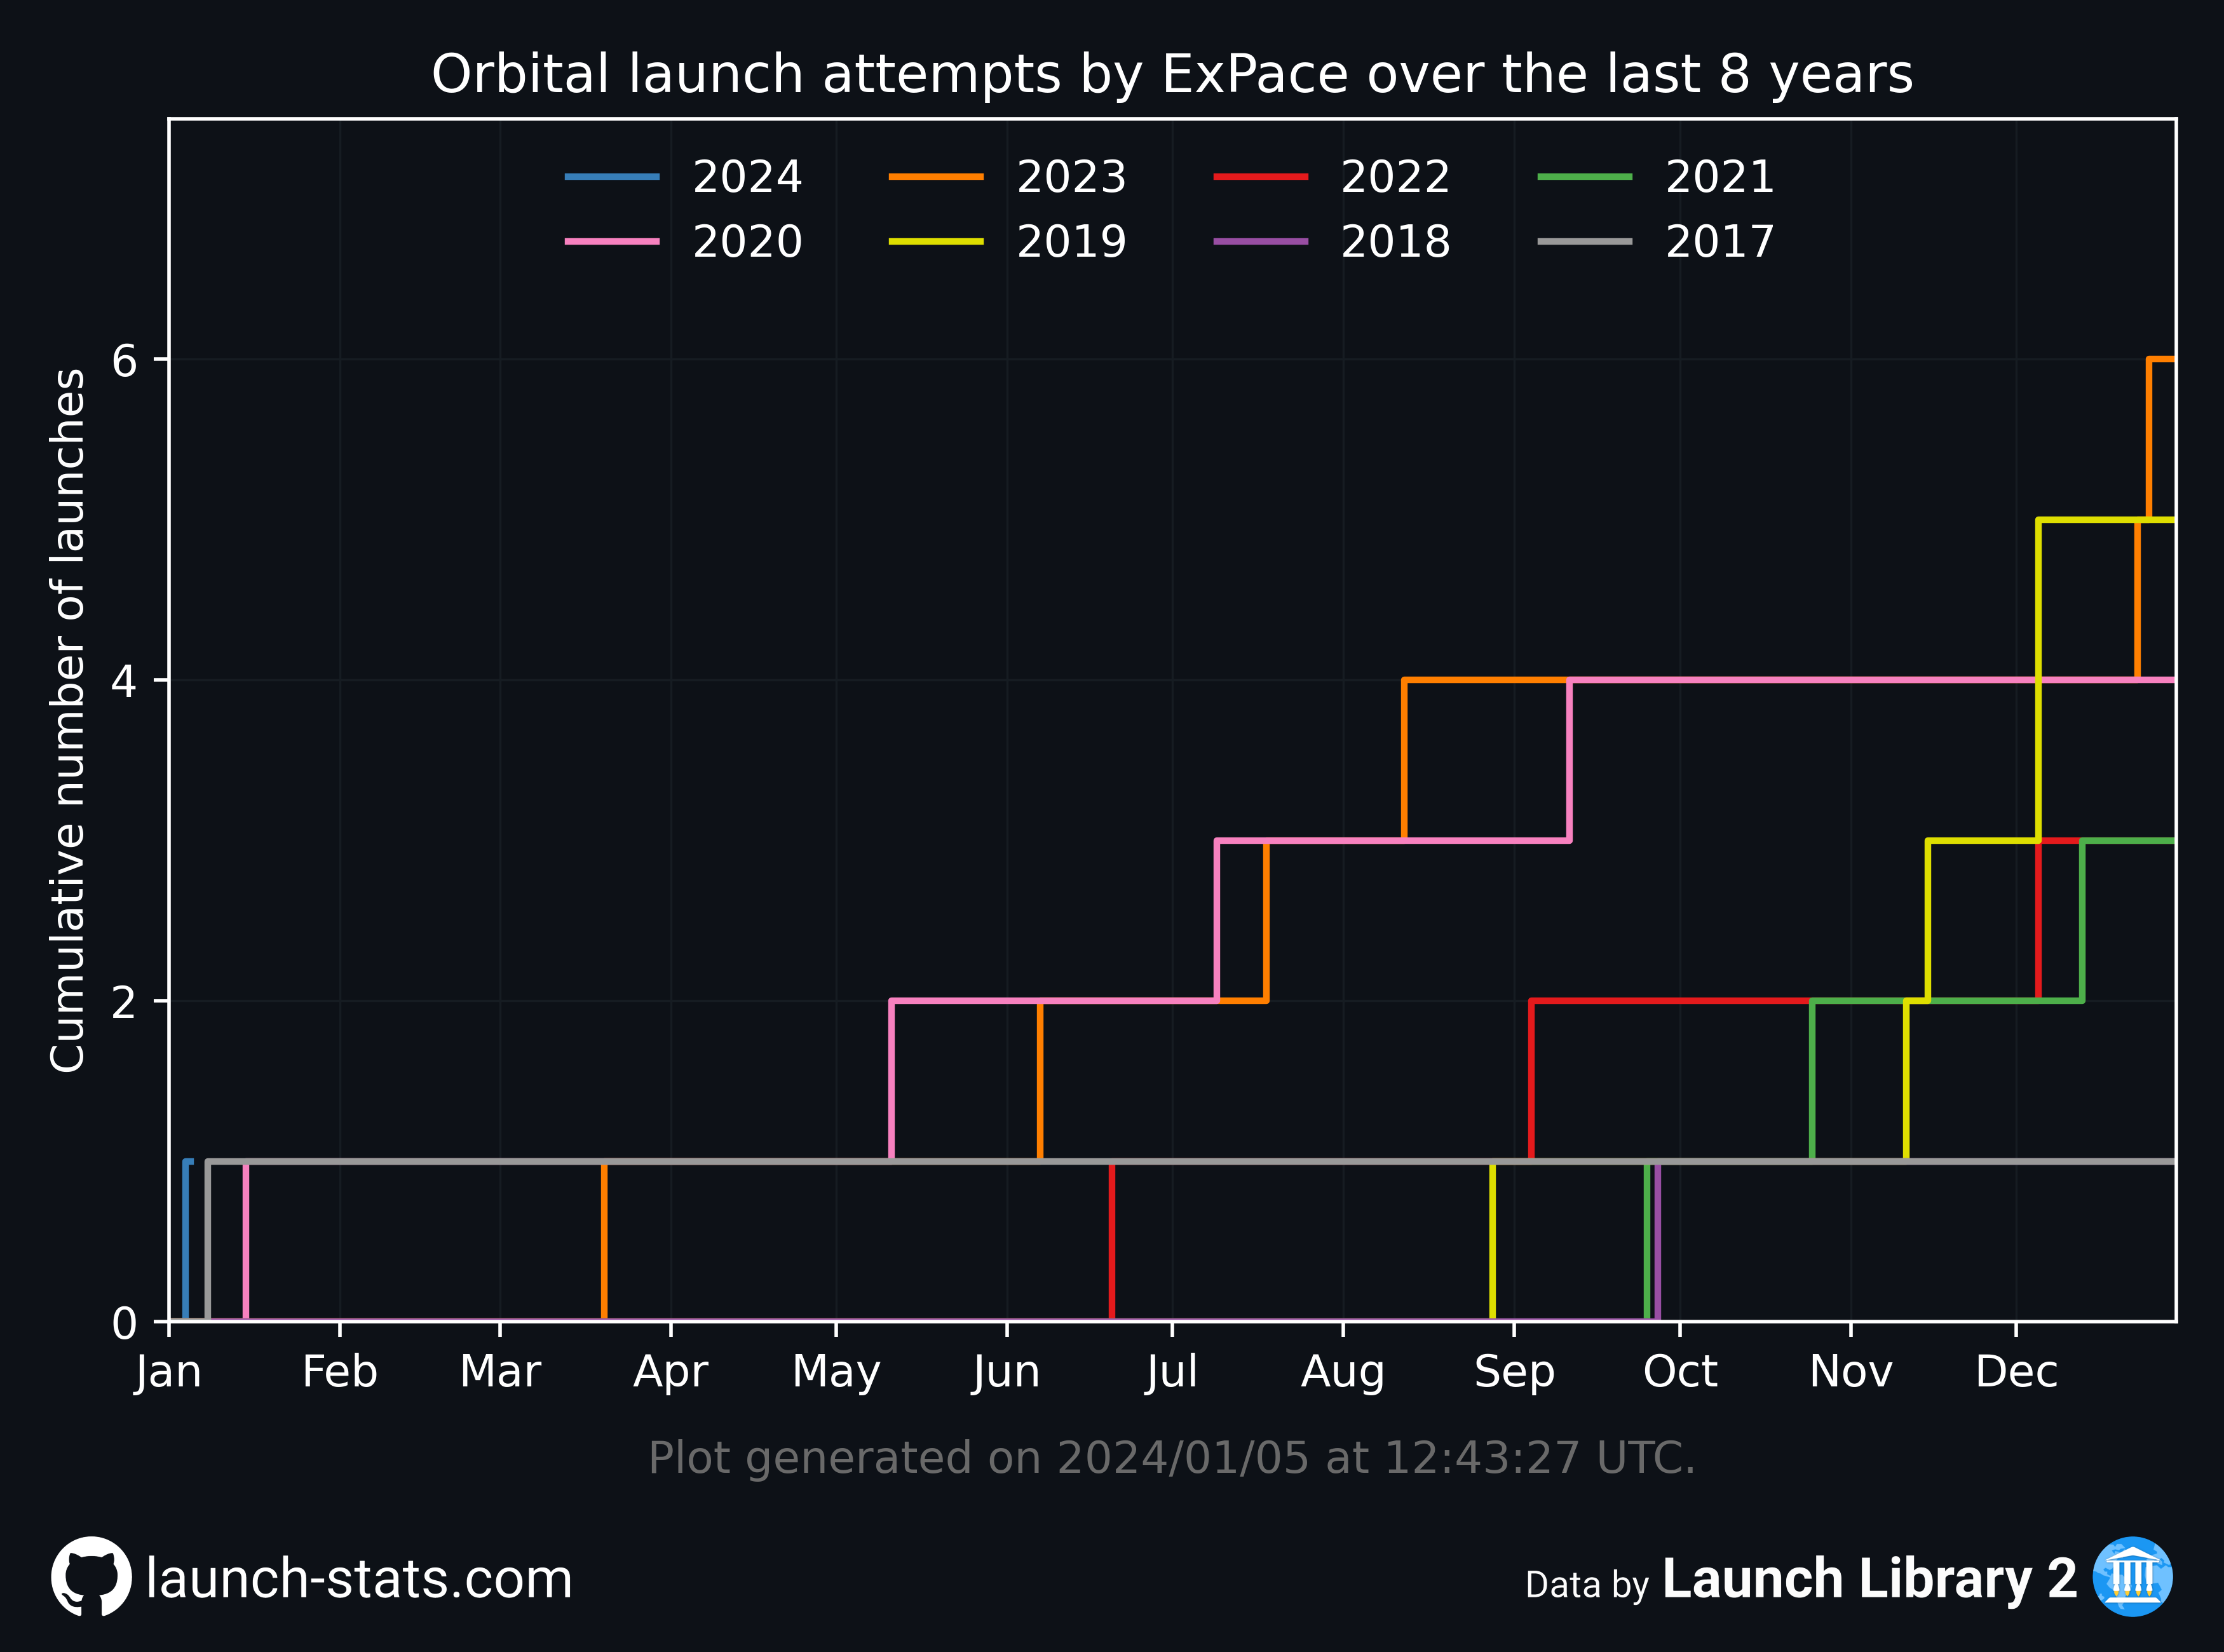 Orbital launch attempts by ExPace over the last 8 years
2024 2023 2022 2021
2020 2019 2018 2017
Cumulative number of launches
6
4
2
0
Jan Feb Mar Apr May Jun Jul Aug Sep Oct Nov Dec
Plot generated on 2024/01/05 at 12:43:27 UTC.
launch-stats.com
Data by Launch Library 2